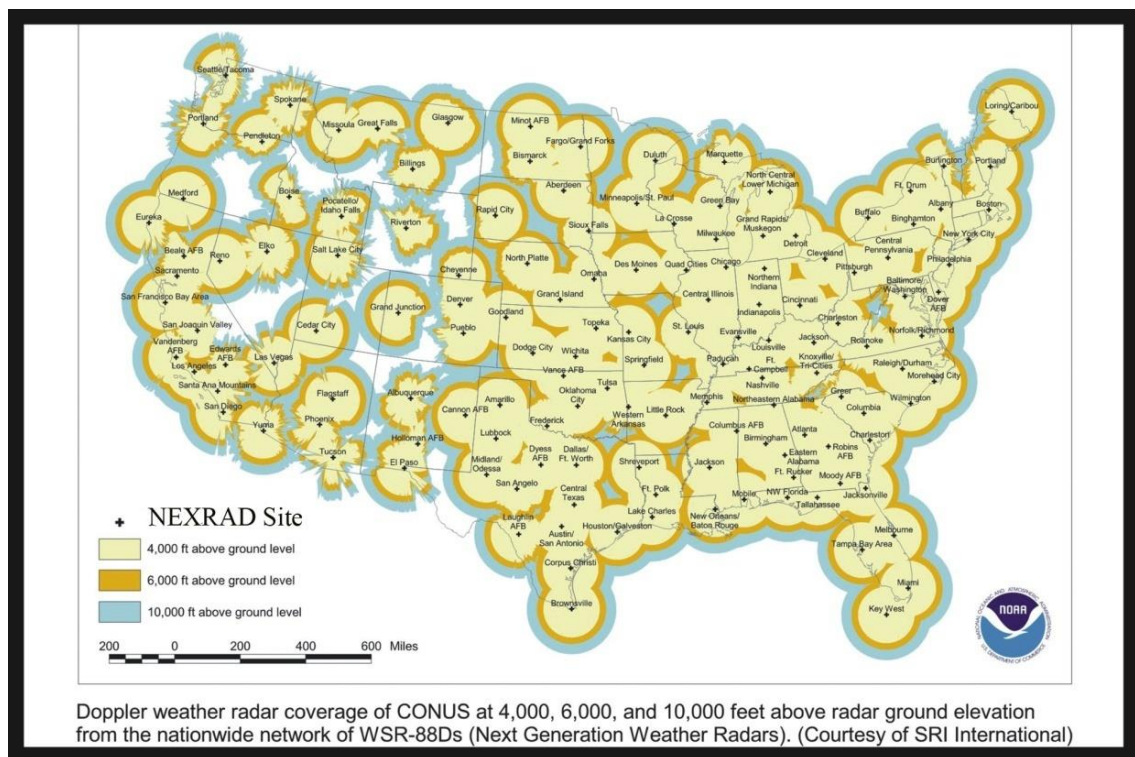 Seattle/Tacoma
Spokane
Portland
Pendleton
Missoula
Great Falls
Glasgow
Billings
Minot AFB
Fargo/Grand Forks
Bismarck
Duluth
Marquette
Loring/Caribou
Burlington
Portland
Medford
Eureka
Boise
Pocatello/
Idaho Falls
Riverton
Rapid City
Aberdeen
Minneapolis/St. Paul
Green Bay
North Central
Lower Michigan
Ft. Drum
Albany
Boston
Buffalo
Binghamton
Sioux Falls
La Crosse
Milwaukee
Grand Rapids/
Muskegon
Detroit
New York City
Beale AFB
Reno
Elko
Salt Lake City
Sacramento
Cheyenne
North Platte
Omaha
Des Moines
Quad Cities
Chicago
Cleveland
Central
Pennsylvania
Pittsburgh
Philadelphia
San Francisco Bay Area
San Joaquin Valley
Cedar City
Grand Junction
Denver
Pueblo
Goodland
Grand Island
Central Illinois
Northern
Indiana
Indianapolis
Cincinnati
Baltimore/
Washington
Dover
AFB
Vandenberg
AFB
Edwards
AFB
Los Angeles
Las Vegas
Topeka
Kansas City
St. Louis
Evansville
Louisville
Charleston
Jackson
Roanoke
Norfolk/Richmond
Santa Ana Mountains
San Diego
Flagstaff
Albuquerque
Dodge City
Wichita
Vance AFB
Springfield
Paducah
Ft.
Campbell
Nashville
Knoxville/
Tri-Cities
Raleigh/Durham
Morehead City
Yuma
Phoenix
Tucson
Holloman AFB
El Paso
Cannon AFB
Amarillo
Lubbock
Oklahoma
City
Tulsa
Frederick
Western
Arkansas
Little Rock
Memphis
Northeastern Alabama
Greer
Columbia
Wilmington
Midland/
Odessa
San Angelo
Dyess
AFB
Dallas/
Ft. Worth
Shreveport
Jackson
Columbus AFB
Birmingham
Atlanta
Eastern
Alabama
Robins
AFB
Charleston
Ft. Rucker
Moody AFB
Central
Texas
Ft. Polk
Lake Charles
Mobile
NW Florida
Tallahassee
Jacksonville
Laughlin
AFB
Austin/
San Antonio
Houston/Galveston
New Orleans/
Baton Rouge
Melbourne
Tampa Bay Area
Corpus Christi
Brownsville
Miami
Key West
NEXRAD Site
4,000 ft above ground level
6,000 ft above ground level
10,000 ft above ground level
200 0 200 400 600 Miles
NATIONAL OCEANIC AND ATMOSPHERIC ADMINISTRATION
NOAA
U.S. DEPARTMENT OF COMMERCE
Doppler weather radar coverage of CONUS at 4,000, 6,000, and 10,000 feet above radar ground elevation
from the nationwide network of WSR-88Ds (Next Generation Weather Radars). (Courtesy of SRI International)